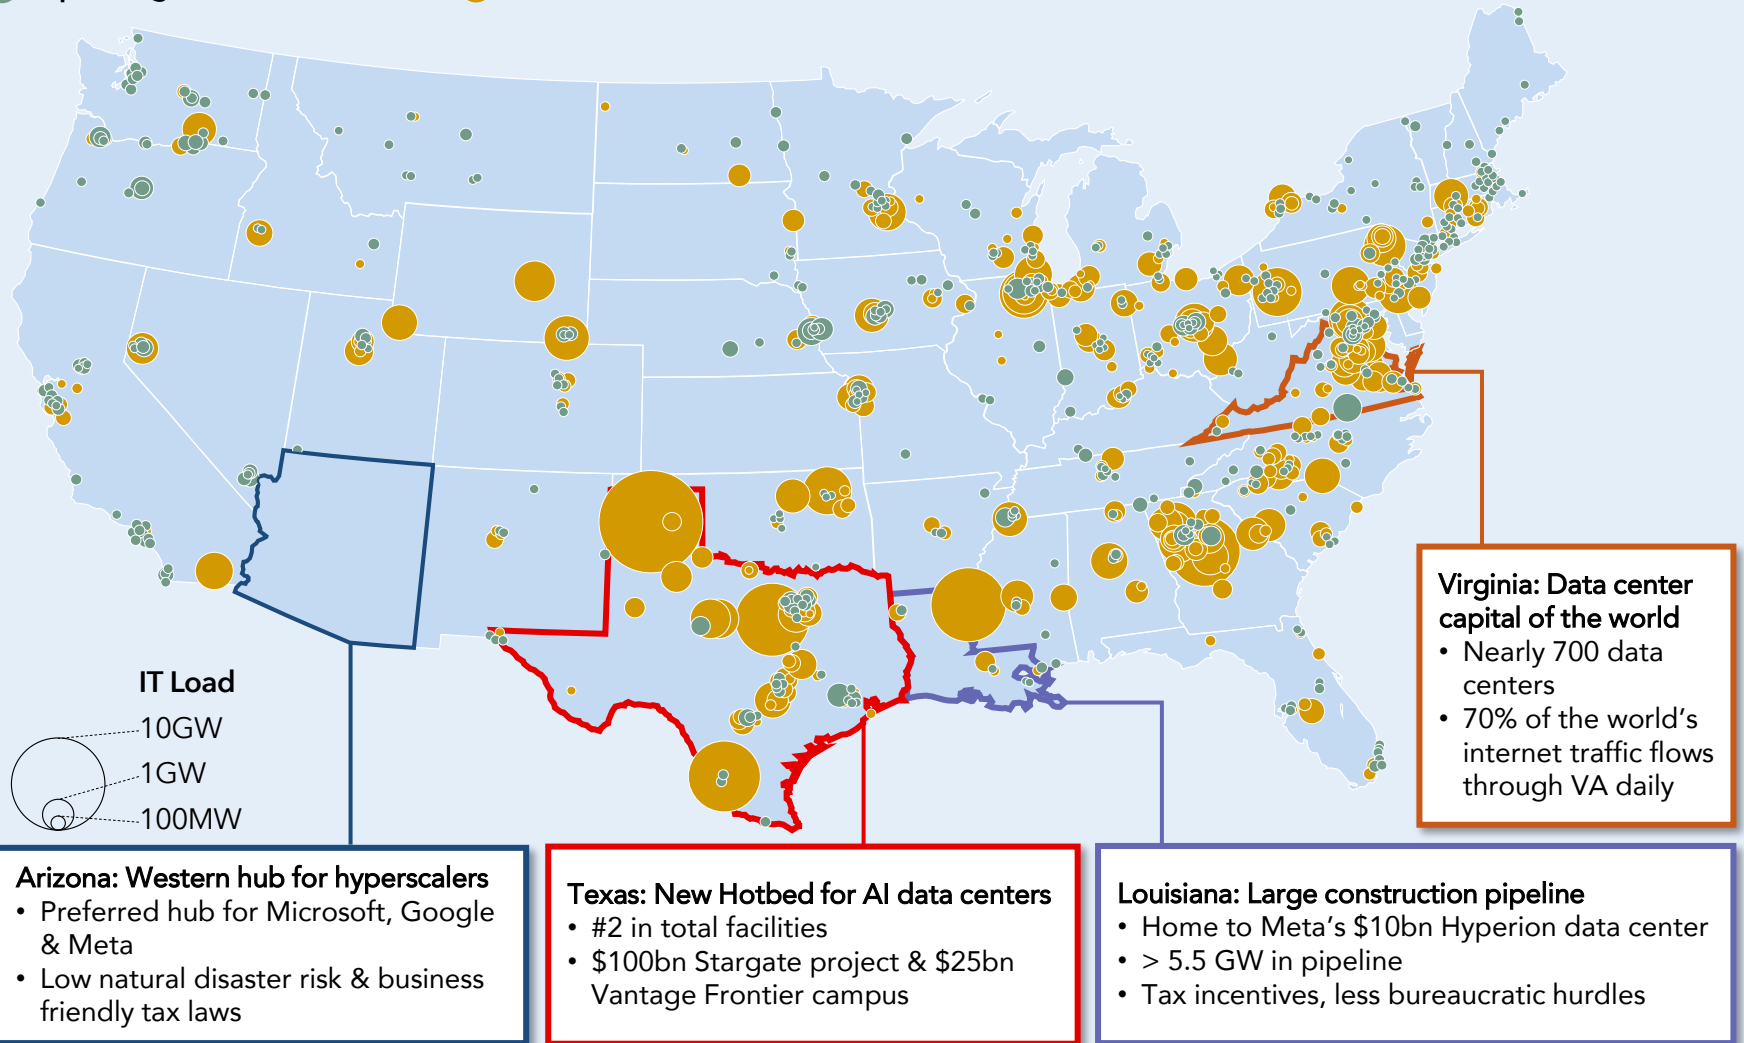 IT Load
10GW
1GW
100MW
Virginia: Data center
capital of the world
• Nearly 700 data
centers
• 70% of the world's
internet traffic flows
through VA daily
Arizona: Western hub for hyperscalers
• Preferred hub for Microsoft, Google
& Meta
• Low natural disaster risk & business
friendly tax laws
Texas: New Hotbed for AI data centers
• #2 in total facilities
• $100bn Stargate project & $25bn
Vantage Frontier campus
Louisiana: Large construction pipeline
• Home to Meta's $10bn Hyperion data center
• > 5.5 GW in pipeline
• Tax incentives, less bureaucratic hurdles